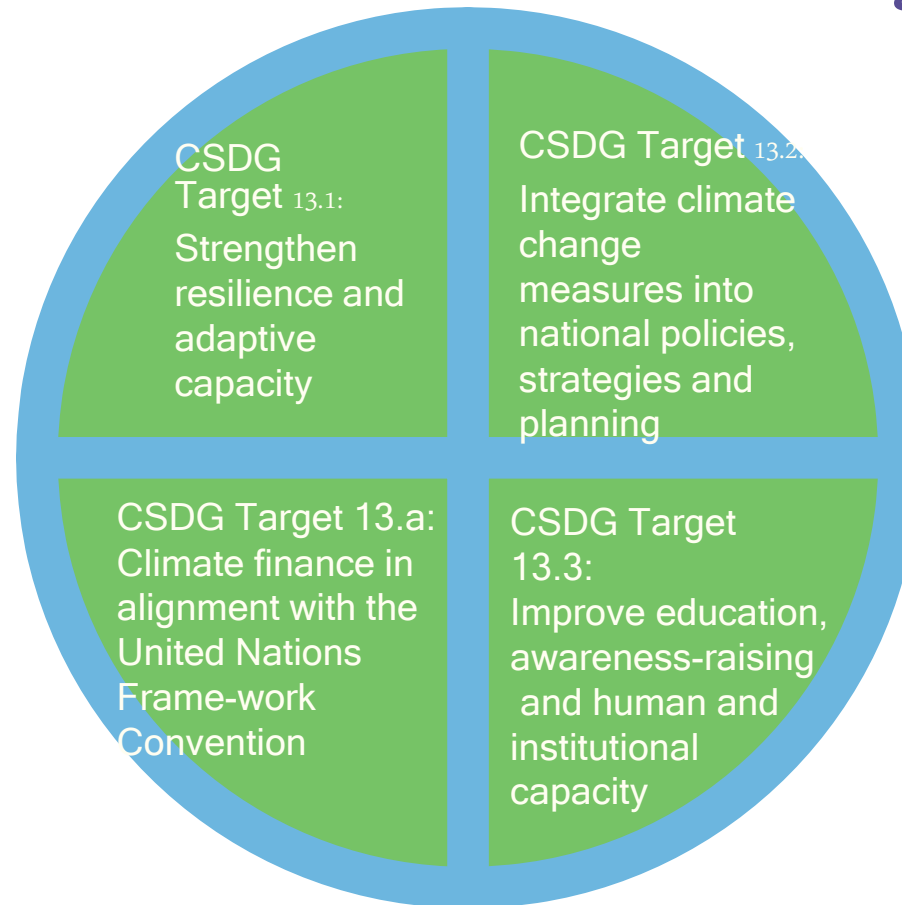 CSDG
Target 13.1:
Strengthen
resilience and
adaptive
capacity
CSDG Target 13.2:
Integrate climate
change
measures into
national policies,
strategies and
planning
CSDG Target 13.a:
Climate finance in
alignment with the
United Nations
Frame-work
Convention
CSDG Target
13.3:
Improve education,
awareness-raising
and human and
institutional
capacity